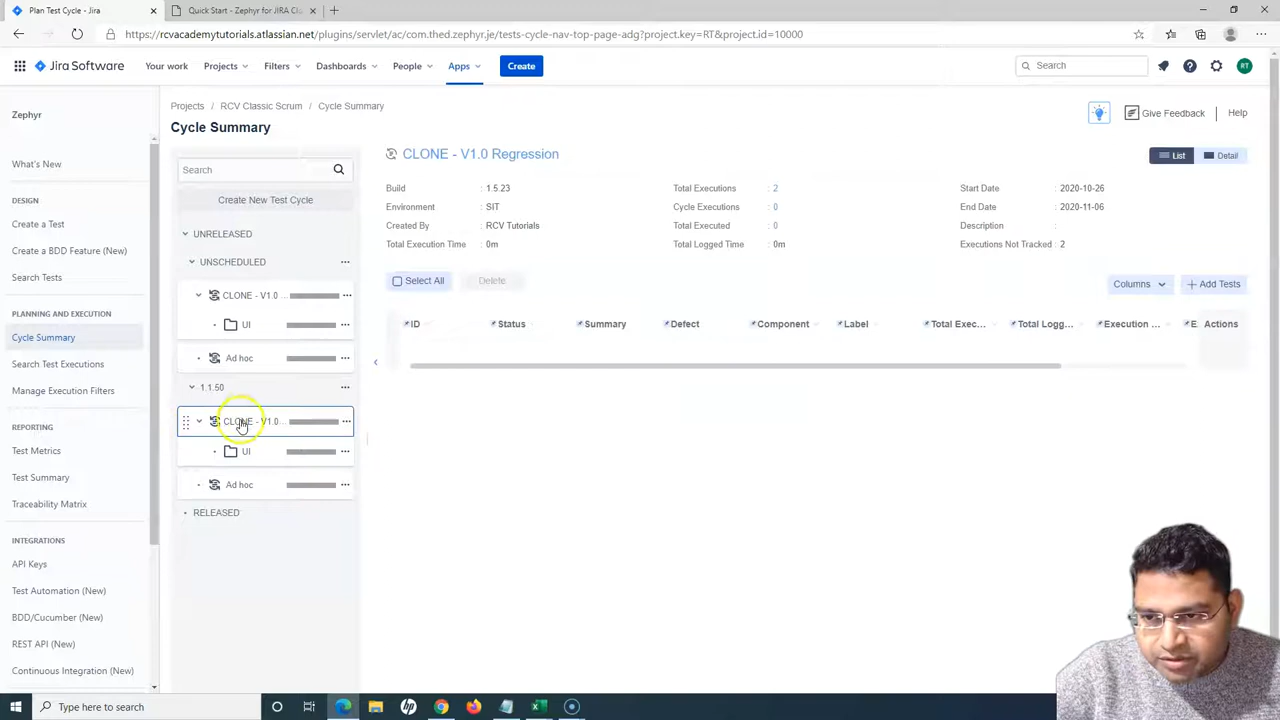 Plan Test Cycle - Jira
Quick Start - Zephyr for JIRA Clo
https://rcvacademytutorials.atlassian.net/plugins/servlet/ac/com.thed.zephyr.je/tests-cycle-nav-top-page-adg?project.key=RT&project.id=10000
Jira Software Your work Projects Filters Dashboards People Apps Create Search RT
Zephyr
What's New
DESIGN
Create a Test
Create a BDD Feature (New)
Search Tests
PLANNING AND EXECUTION
Cycle Summary
Search Test Executions
Manage Execution Filters
REPORTING
Test Metrics
Test Summary
Traceability Matrix
INTEGRATIONS
API Keys
Test Automation (New)
BDD/Cucumber (New)
REST API (New)
Continuous Integration (New)
Projects / RCV Classic Scrum / Cycle Summary
Cycle Summary
Give Feedback Help
Search
Create New Test Cycle
UNRELEASED
UNSCHEDULED
CLONE - V1.0 ...
UI
Ad hoc
1.1.50
CLONE - V1.0...
UI
Ad hoc
RELEASED
CLONE - V1.0 Regression
List Detail
Build : 1.5.23 Total Executions : 2 Start Date : 2020-10-26
Environment : SIT Cycle Executions : 0 End Date : 2020-11-06
Created By : RCV Tutorials Total Executed : 0 Description :
Total Execution Time : 0m Total Logged Time : 0m Executions Not Tracked : 2
Select All Delete Columns Add Tests
ID Status Summary Defect Component Label Total Exec... Total Logg... Execution ... E. Actions
Type here to search